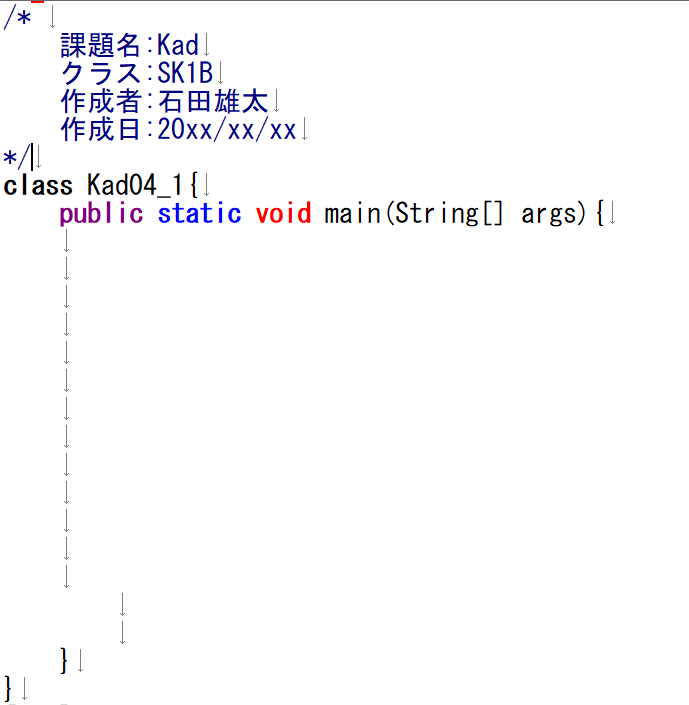 /*
課題名:Kad
クラス:SK1B
作成者:石田雄太
作成日:20xx/xx/xx
*/
class Kad04_1{
public static void main(String[] args){
}
}